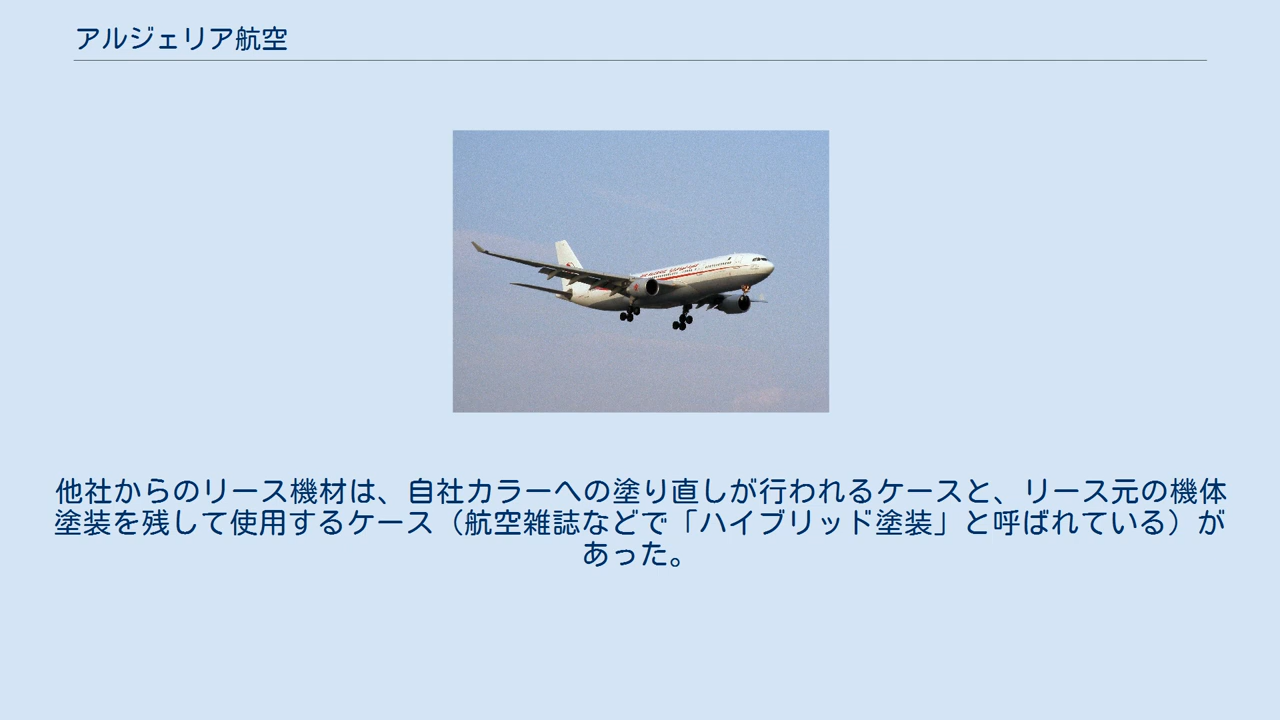 アルジェリア航空
他社からのリース機材は、自社カラーへの塗り直しが行われるケースと、リース元の機体
塗装を残して使用するケース（航空雑誌などで「ハイブリッド塗装」と呼ばれている）が
あった。